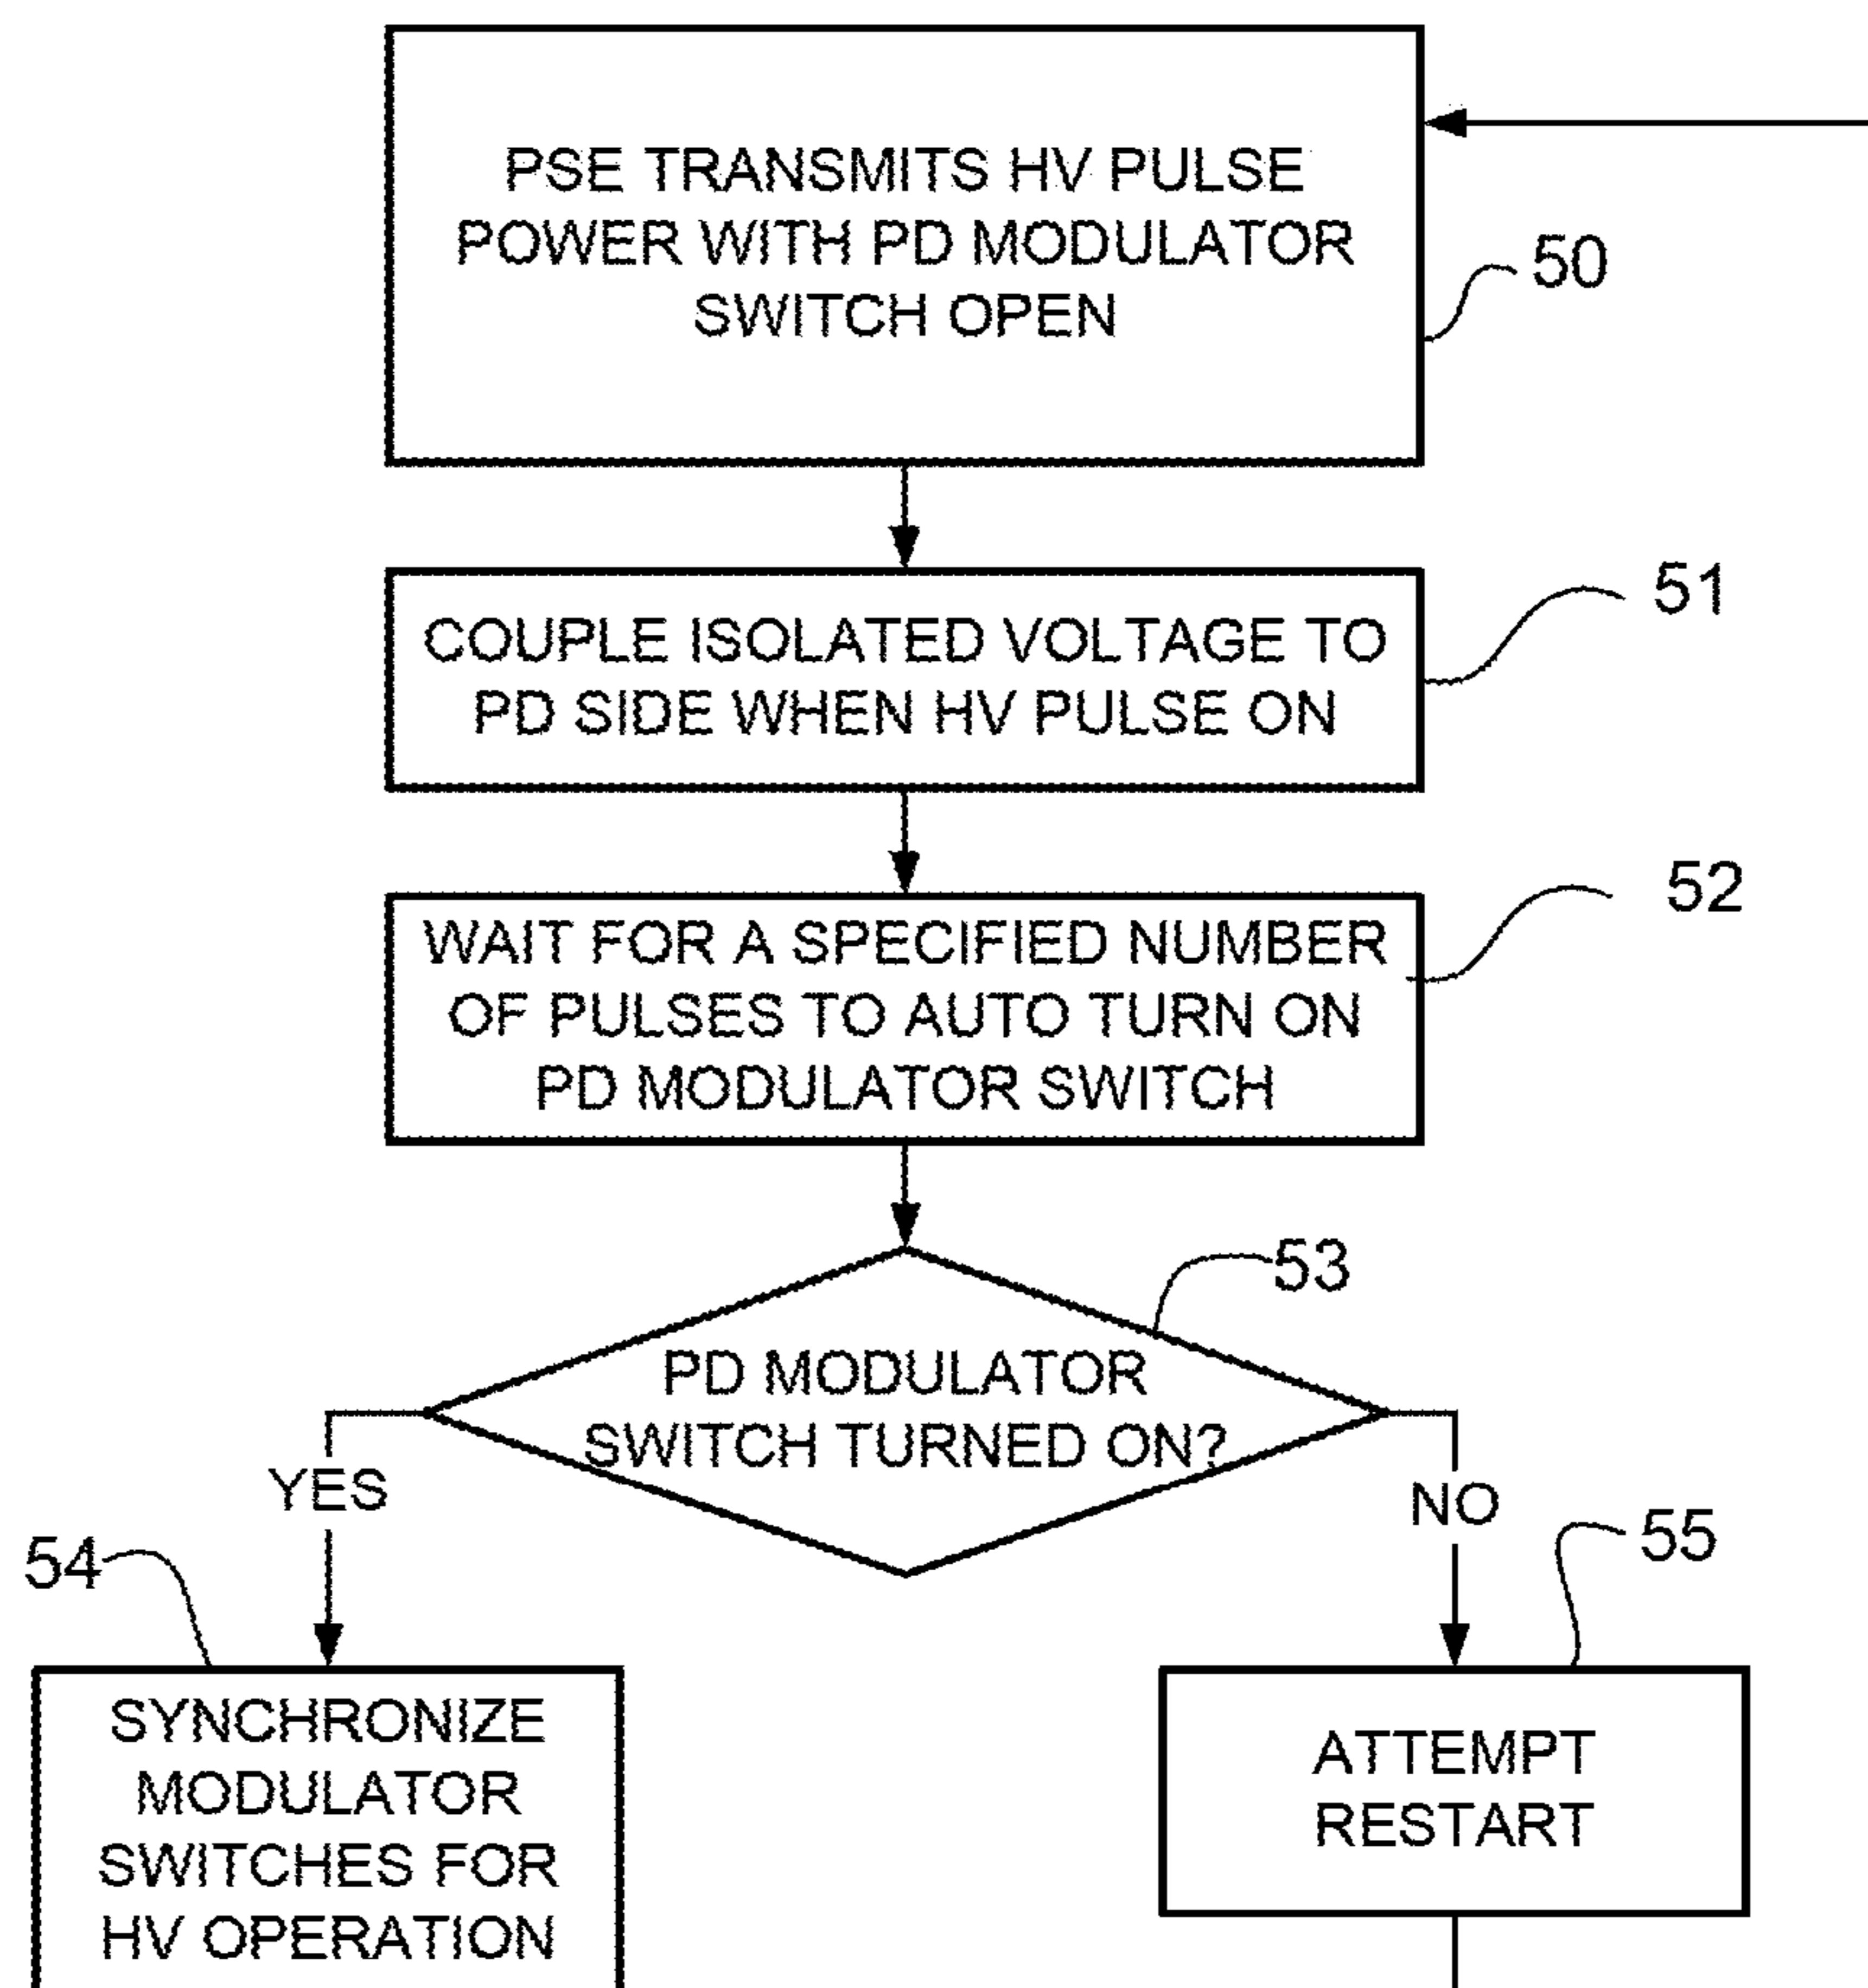 PSE TRANSMITS HV PULSE
POWER WITH PD MODULATOR
SWITCH OPEN
50
COUPLE ISOLATED VOLTAGE TO
PD SIDE WHEN HV PULSE ON
51
WAIT FOR A SPECIFIED NUMBER
OF PULSES TO AUTO TURN ON
PD MODULATOR SWITCH
52
PD MODULATOR
SWITCH TURNED ON?
53
YES
NO
54
55
SYNCHRONIZE
MODULATOR
SWITCHES FOR
HV OPERATION
ATTEMPT
RESTART